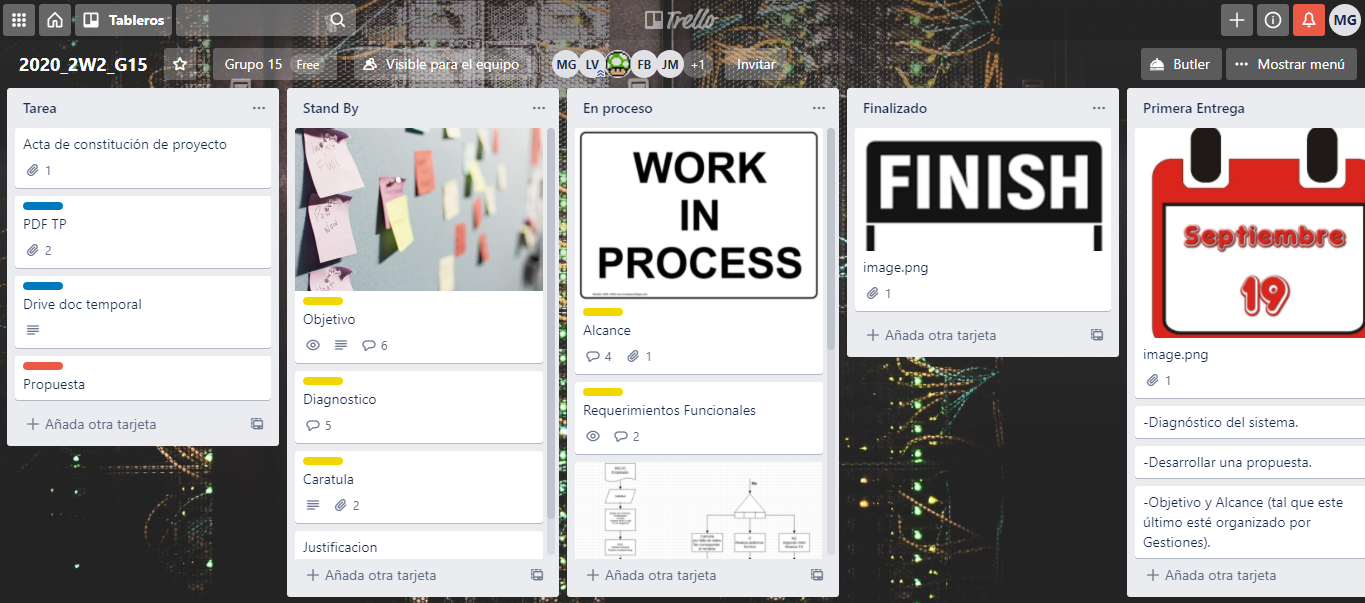 Tableros
Trello
MG
2020_2W2_G15
Grupo 15 Free
Visible para el equipo
MG LV FB JM +1
Invitar
Butler
Mostrar menú
Tarea
Acta de constitución de proyecto
1
PDF TP
2
Drive doc temporal
Propuesta
Añada otra tarjeta
Stand By
Objetivo
6
Diagnostico
5
Caratula
2
Justificacion
Añada otra tarjeta
En proceso
WORK
IN
PROCESS
Alcance
4 1
Requerimientos Funcionales
2
No
Añada otra tarjeta
Finalizado
FINISH
image.png
1
Añada otra tarjeta
Primera Entrega
Septiembre
19
image.png
1
-Diagnóstico del sistema.
-Desarrollar una propuesta.
-Objetivo y Alcance (tal que este
último esté organizado por
Gestiones).
Añada otra tarjeta